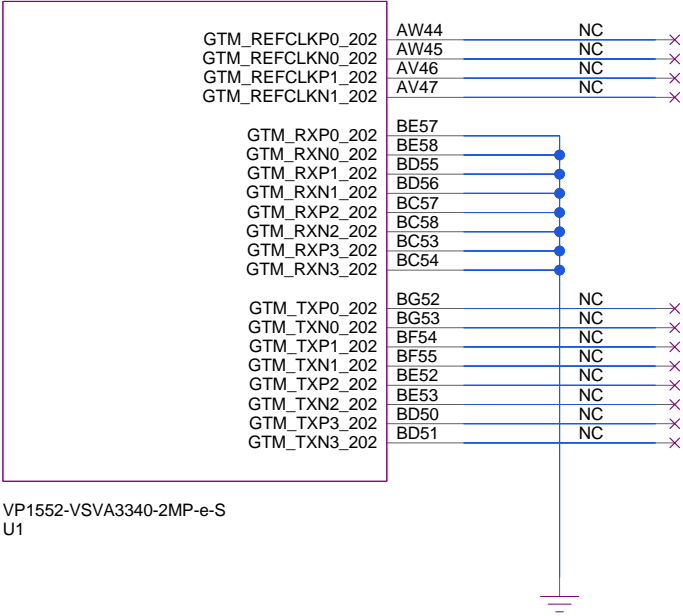 GTM_REFCLKP0_202 AW44 NC
GTM_REFCLKN0_202 AW45 NC
GTM_REFCLKP1_202 AV46 NC
GTM_REFCLKN1_202 AV47 NC
GTM_RXP0_202 BE57
GTM_RXN0_202 BE58
GTM_RXP1_202 BD55
GTM_RXN1_202 BD56
GTM_RXP2_202 BC57
GTM_RXN2_202 BC58
GTM_RXP3_202 BC53
GTM_RXN3_202 BC54
GTM_TXP0_202 BG52 NC
GTM_TXN0_202 BG53 NC
GTM_TXP1_202 BF54 NC
GTM_TXN1_202 BF55 NC
GTM_TXP2_202 BE52 NC
GTM_TXN2_202 BE53 NC
GTM_TXP3_202 BD50 NC
GTM_TXN3_202 BD51 NC
VP1552-VSVA3340-2MP-e-S
U1